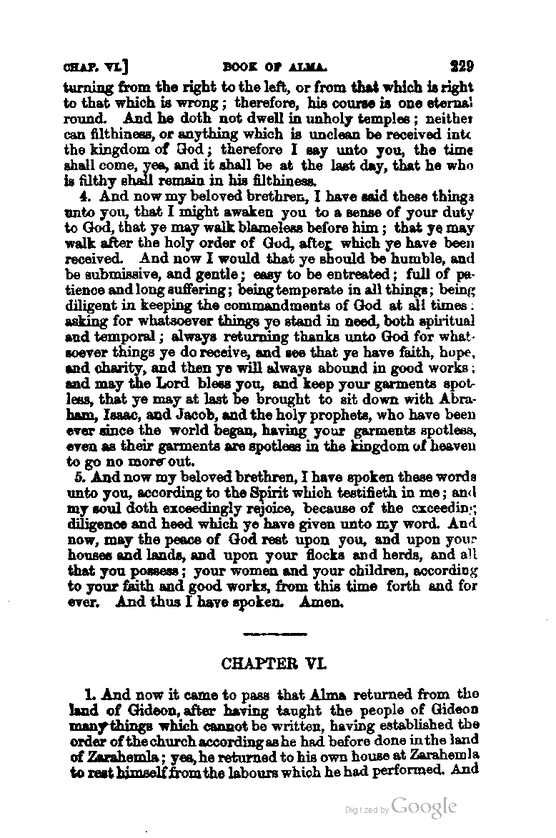 CHAP. VI.] BOOK OF ALMA. 229
turning from the right to the left, or from that which is right
to that which is wrong; therefore, his course is one eternal
round. And he doth not dwell in unholy temples; neither
can filthiness, or anything which is unclean be received into
the kingdom of God; therefore I say unto you, the time
shall come, yea, and it shall be at the last day, that he who
is filthy shall remain in his filthiness.
4. And now my beloved brethren, I have said these things
unto you, that I might awaken you to a sense of your duty
to God, that ye may walk blameless before him; that ye may
walk after the holy order of God, after which ye have been
received. And now I would that ye should be humble, and
be submissive, and gentle; easy to be entreated; full of pa-
tience and long suffering; being temperate in all things; being
diligent in keeping the commandments of God at all times;
asking for whatsoever things ye stand in need, both spiritual
and temporal; always returning thanks unto God for what-
soever things ye do receive, and see that ye have faith, hope,
and charity, and then ye will always abound in good works;
and may the Lord bless you, and keep your garments spot-
less, that ye may at last be brought to sit down with Abra-
ham, Isaac, and Jacob, and the holy prophets, who have been
ever since the world began, having your garments spotless,
even as their garments are spotless in the kingdom of heaven
to go no more out.
5. And now my beloved brethren, I have spoken these words
unto you, according to the Spirit which testifieth in me; and
my soul doth exceedingly rejoice, because of the exceeding
diligence and heed which ye have given unto my word. And
now, may the peace of God rest upon you, and upon your
houses and lands, and upon your flocks and herds, and all
that you possess; your women and your children, according
to your faith and good works, from this time forth and for
ever. And thus I have spoken. Amen.
CHAPTER VI.
1. And now it came to pass that Alma returned from the
land of Gideon, after having taught the people of Gideon
many things which cannot be written, having established the
order of the church according as he had before done in the land
of Zarahemla; yea, he returned to his own house at Zarahemla
to rest himself from the labours which he had performed. And
Digitized by Google